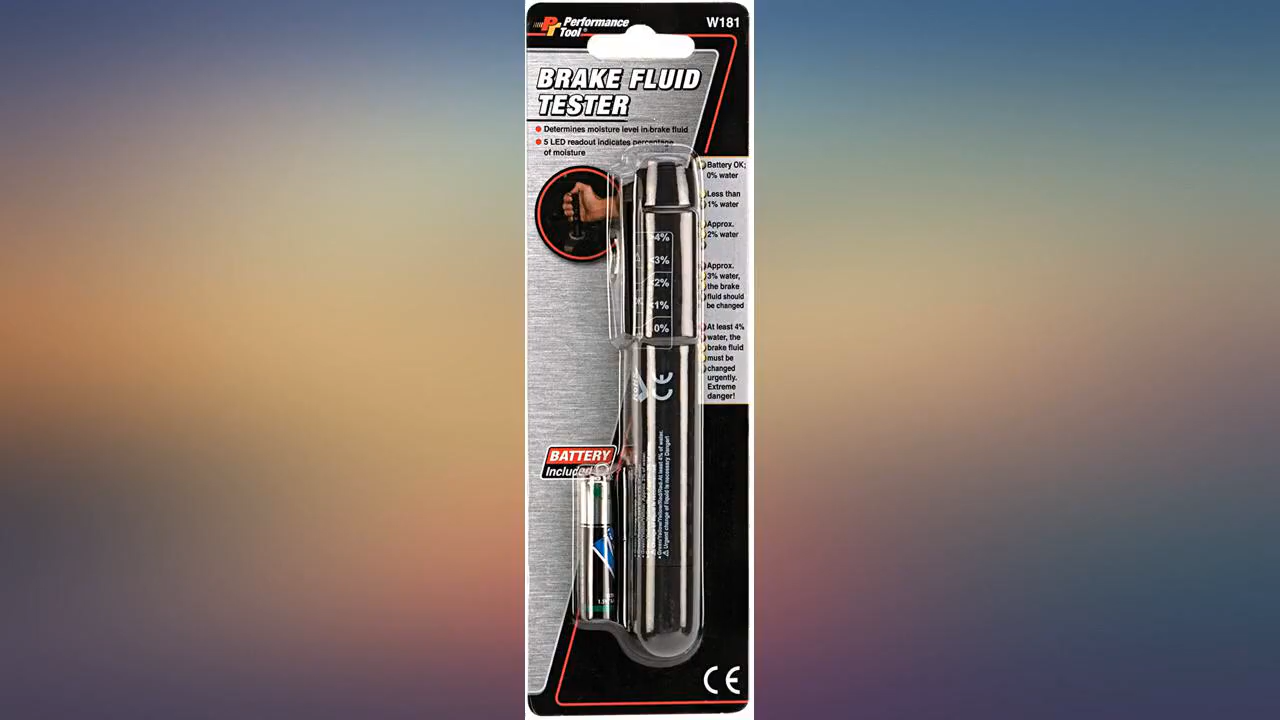 Performance
Tool®
W181
BRAKE FLUID
TESTER
Determines moisture level in brake fluid
5 LED readout indicates percentage
of moisture
Battery OK;
0% water
Less than
1% water
Approx.
2% water
Approx.
3% water,
the brake
fluid should
be changed
At least 4%
water, the
brake fluid
must be
changed
urgently.
Extreme
danger!
>4%
<3%
<2%
<1%
0%
CE
BATTERY
Included
CE